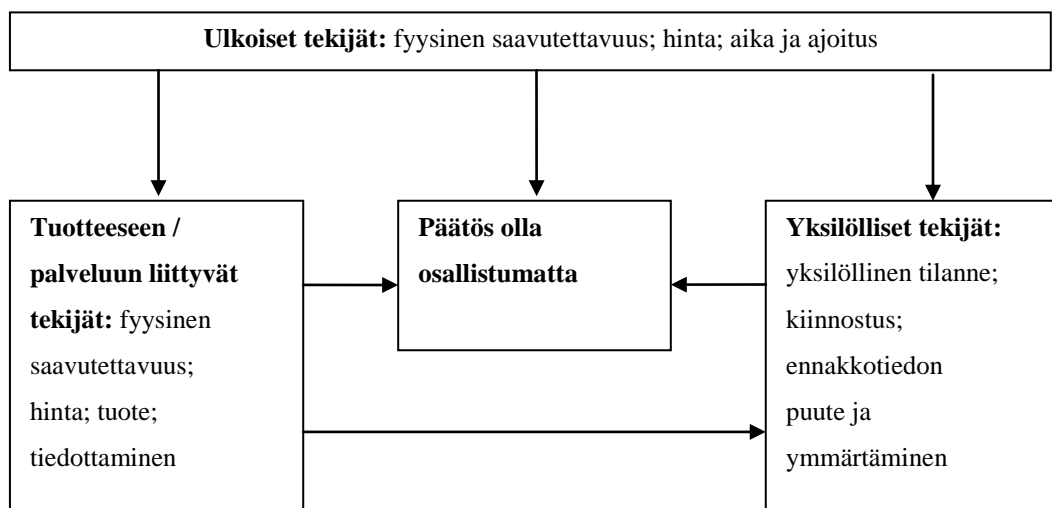 Ulkoiset tekijät: fyysinen saavutettavuus; hinta; aika ja ajoitus
Tuotteeseen /
palveluun liittyvät
tekijät: fyysinen
saavutettavuus;
hinta; tuote;
tiedottaminen
Päätös olla
osallistumatta
Yksilölliset tekijät:
yksilöllinen tilanne;
kiinnostus;
ennakkotiedon
puute ja
ymmärtäminen